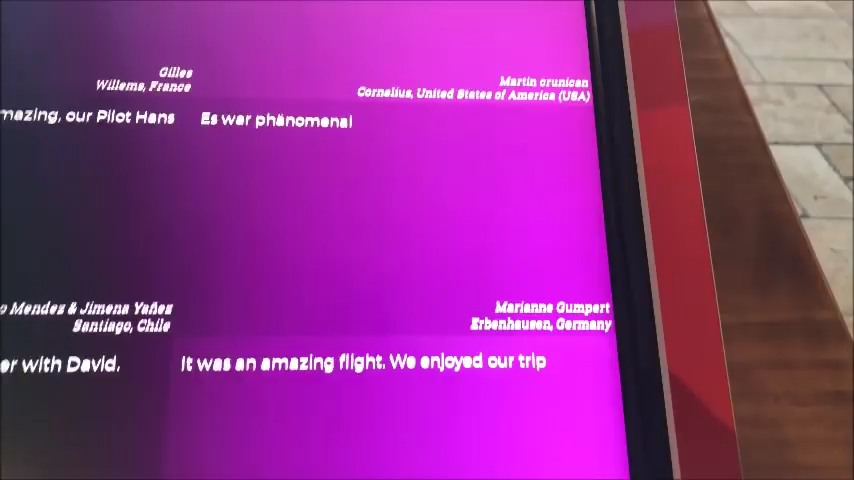 Gilles
Willems, France
Martin crunican
Cornelius, United States of America (USA)
mazing, our Pilot Hans
Es war phänomenal
o Mendez & Jimena Yañez
Santiago, Chile
Marianne Gumpert
Erbenhausen, Germany
er with David.
It was an amazing flight. We enjoyed our trip